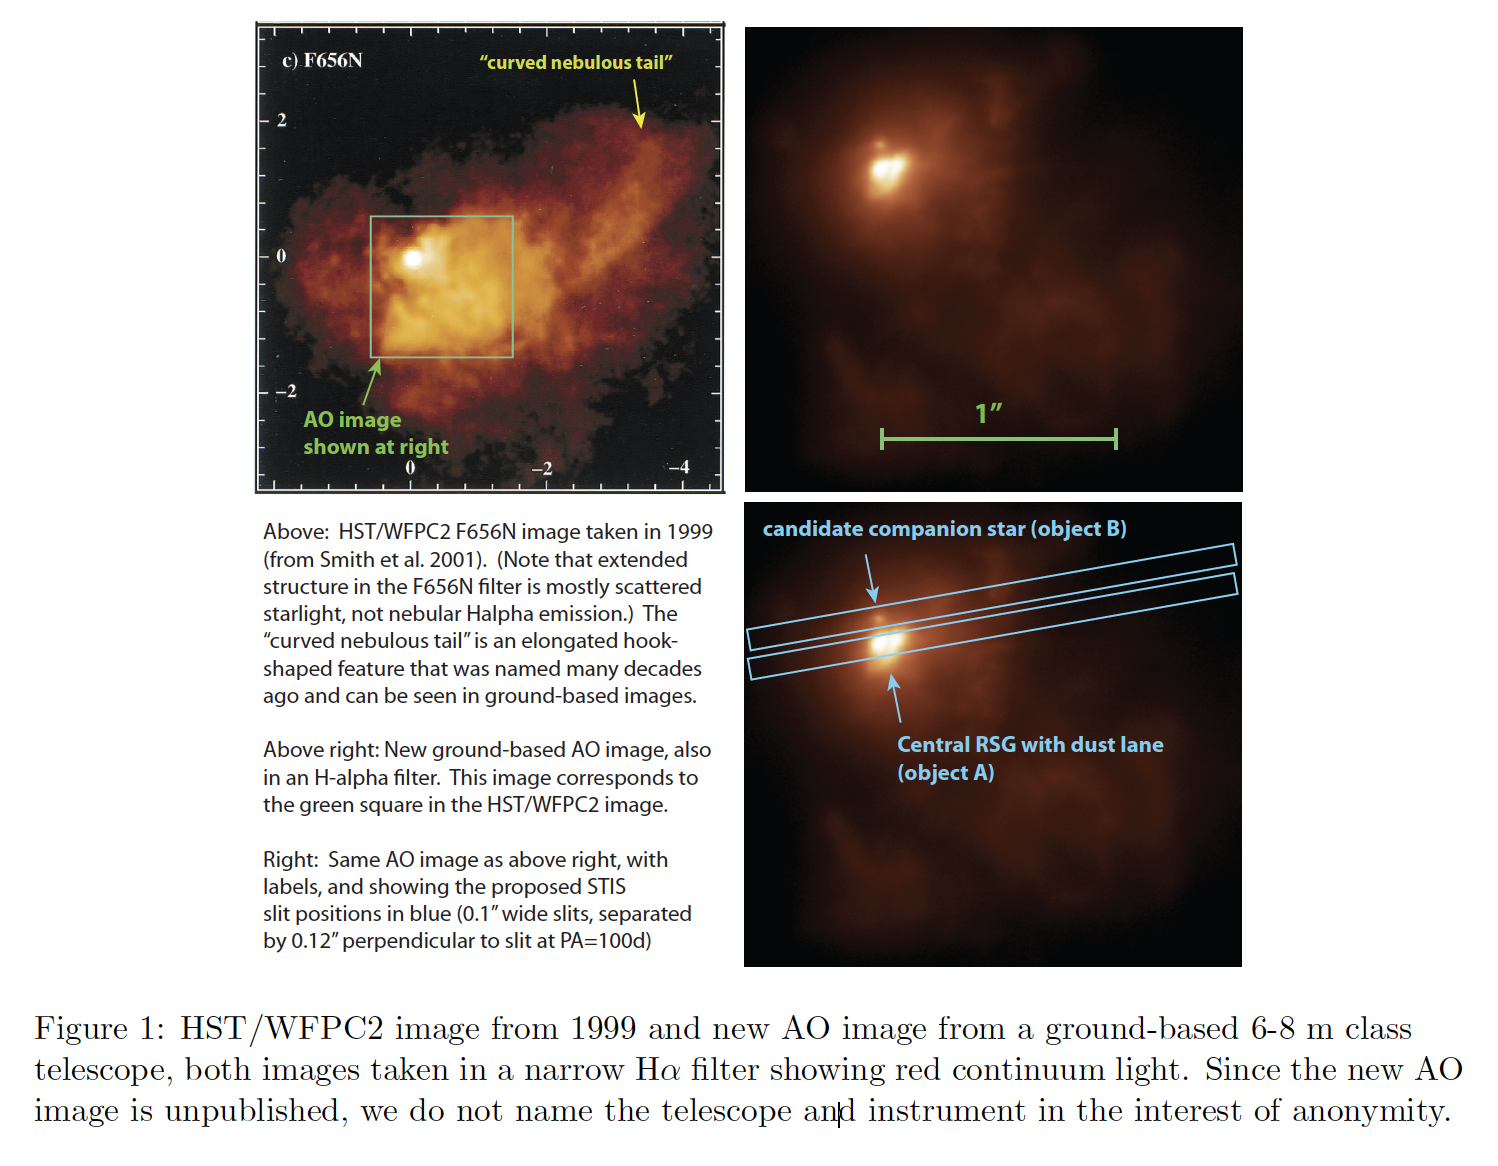 c) F656N
“curved nebulous tail”
2
0
−2
AO image
shown at right
0
−2
−4
1”
Above: HST/WFPC2 F656N image taken in 1999
(from Smith et al. 2001). (Note that extended
structure in the F656N filter is mostly scattered
starlight, not nebular Halpha emission.) The
“curved nebulous tail” is an elongated hook-
shaped feature that was named many decades
ago and can be seen in ground-based images.
Above right: New ground-based AO image, also
in an H-alpha filter. This image corresponds to
the green square in the HST/WFPC2 image.
Right: Same AO image as above right, with
labels, and showing the proposed STIS
slit positions in blue (0.1” wide slits, separated
by 0.12” perpendicular to slit at PA=100d)
candidate companion star (object B)
Central RSG with dust lane
(object A)
Figure 1: HST/WFPC2 image from 1999 and new AO image from a ground-based 6-8 m class
telescope, both images taken in a narrow Hα filter showing red continuum light. Since the new AO
image is unpublished, we do not name the telescope and instrument in the interest of anonymity.